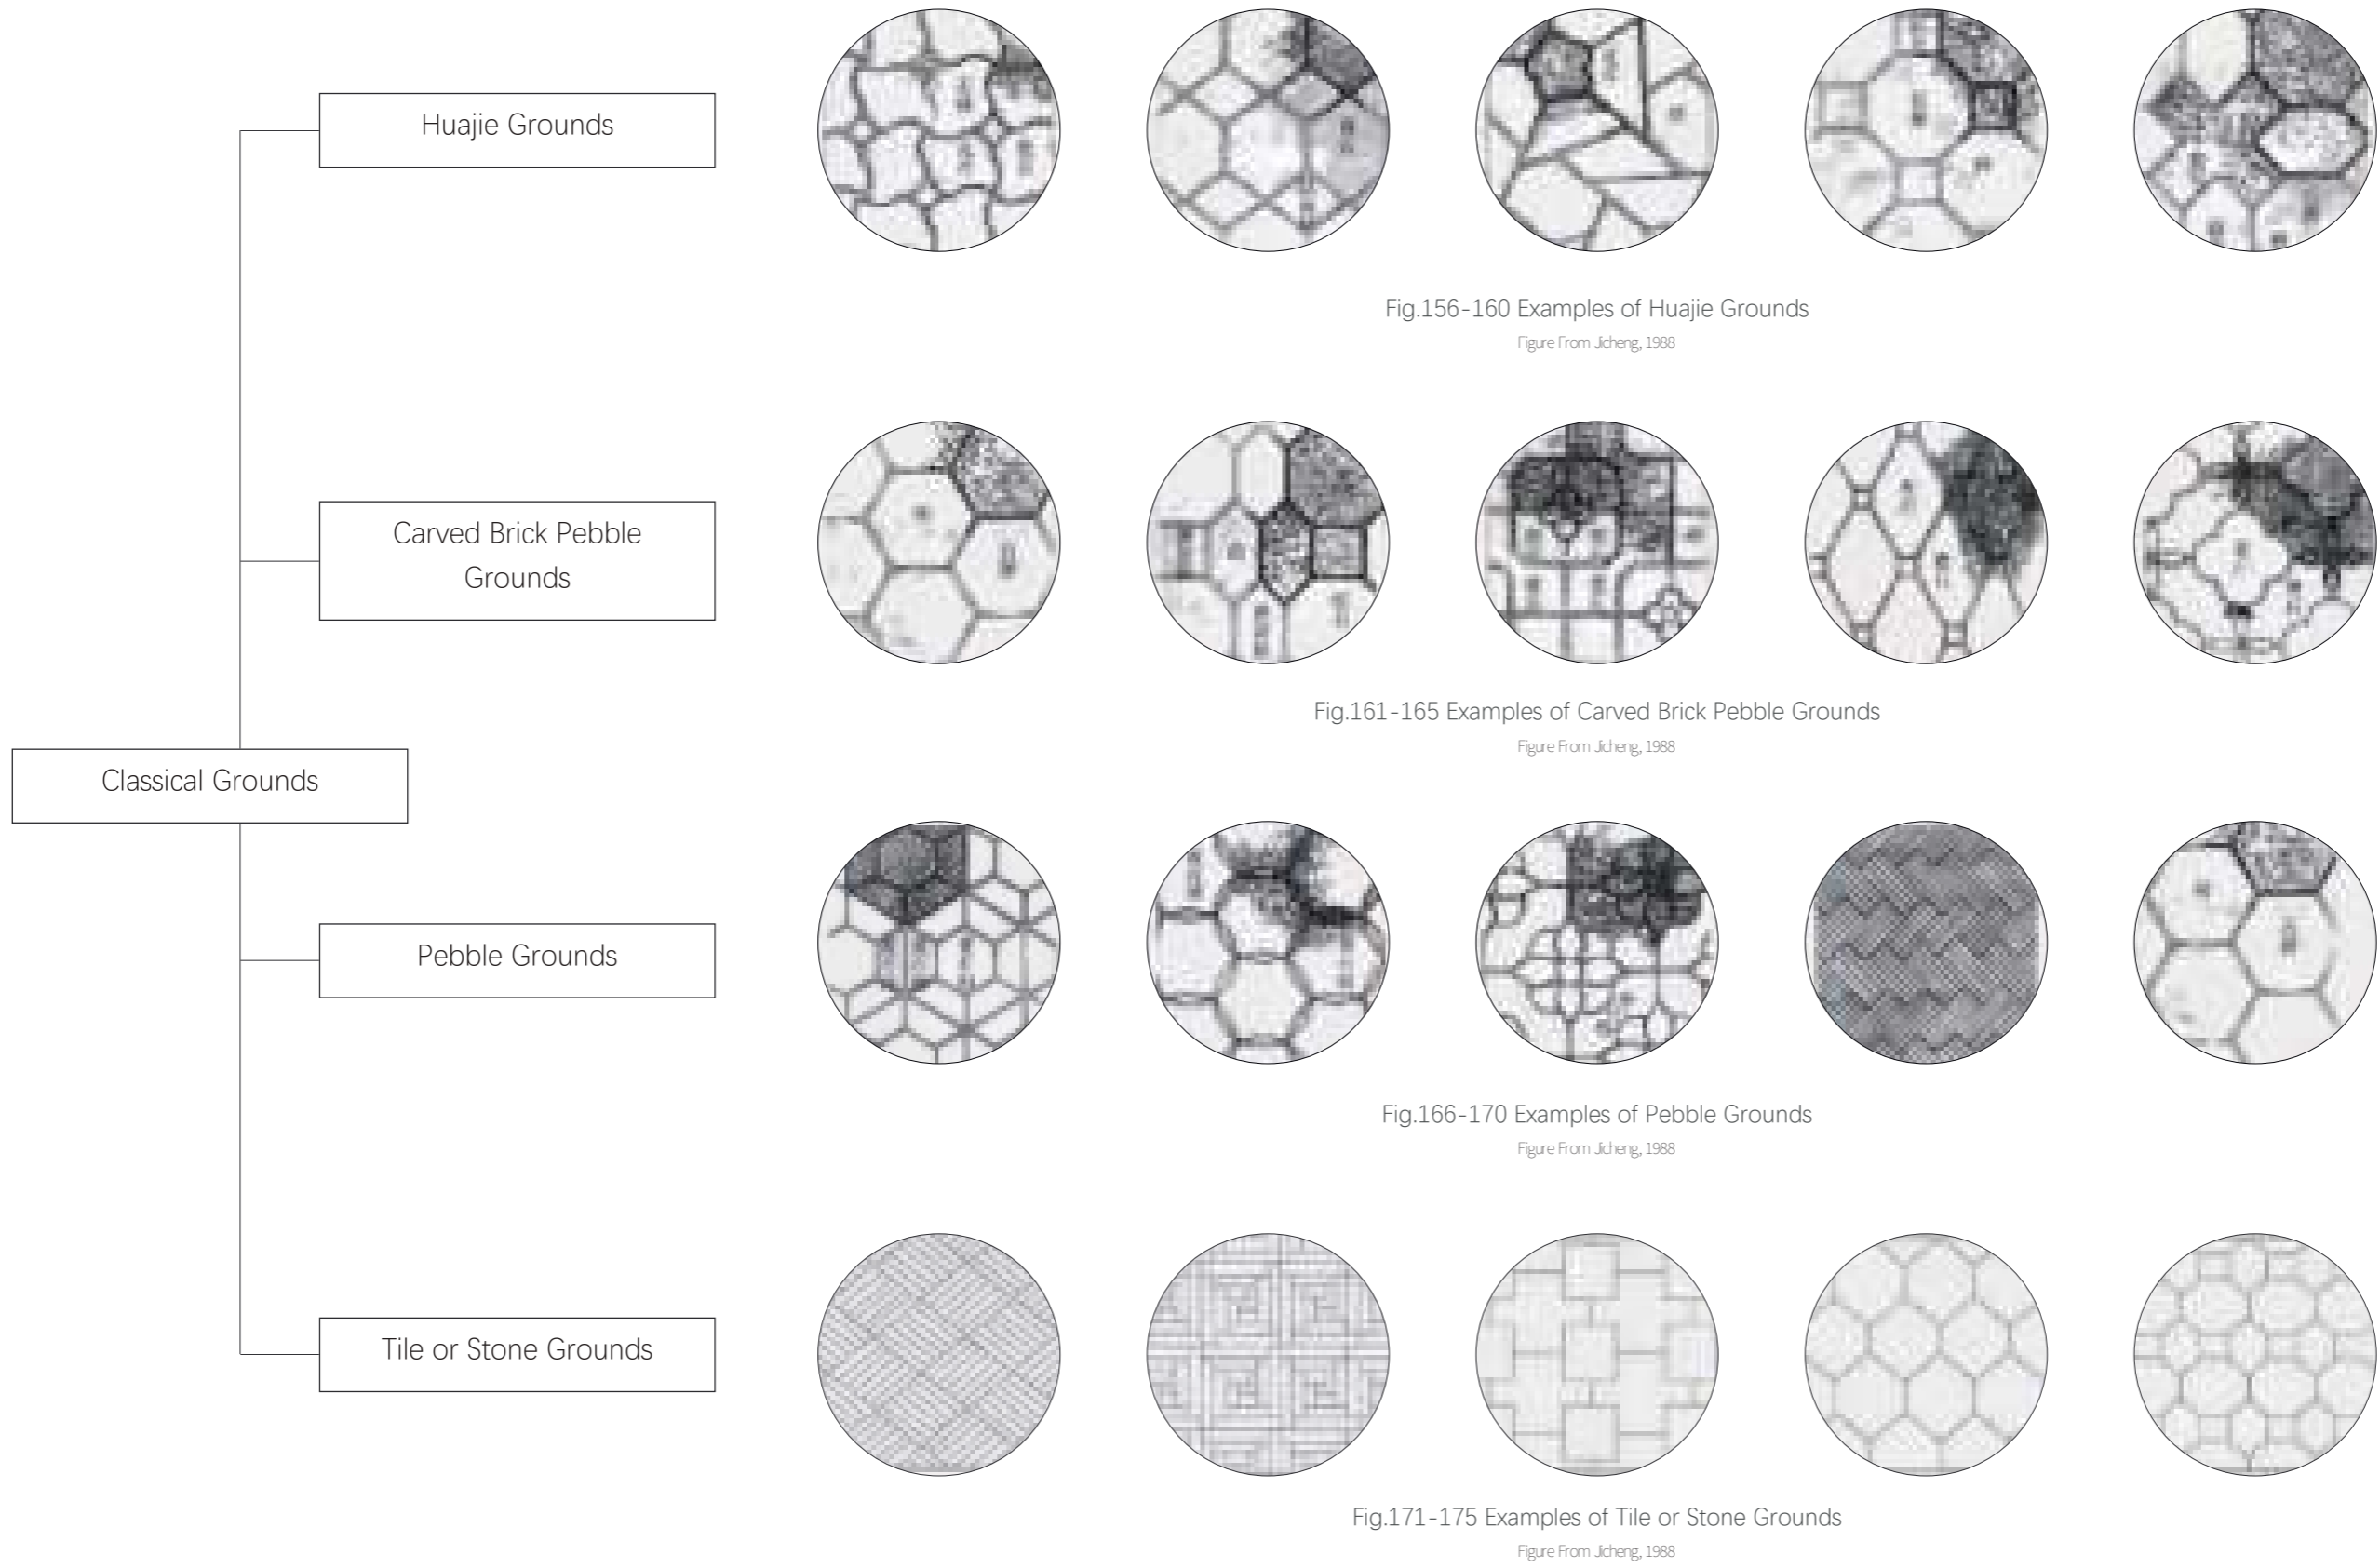 Huajie Grounds
Fig.156-160 Examples of Huajie Grounds
Figure From Jicheng, 1988
Carved Brick Pebble
Grounds
Fig.161-165 Examples of Carved Brick Pebble Grounds
Figure From Jicheng, 1988
Classical Grounds
Pebble Grounds
Fig.166-170 Examples of Pebble Grounds
Figure From Jicheng, 1988
Tile or Stone Grounds
Fig.171-175 Examples of Tile or Stone Grounds
Figure From Jicheng, 1988